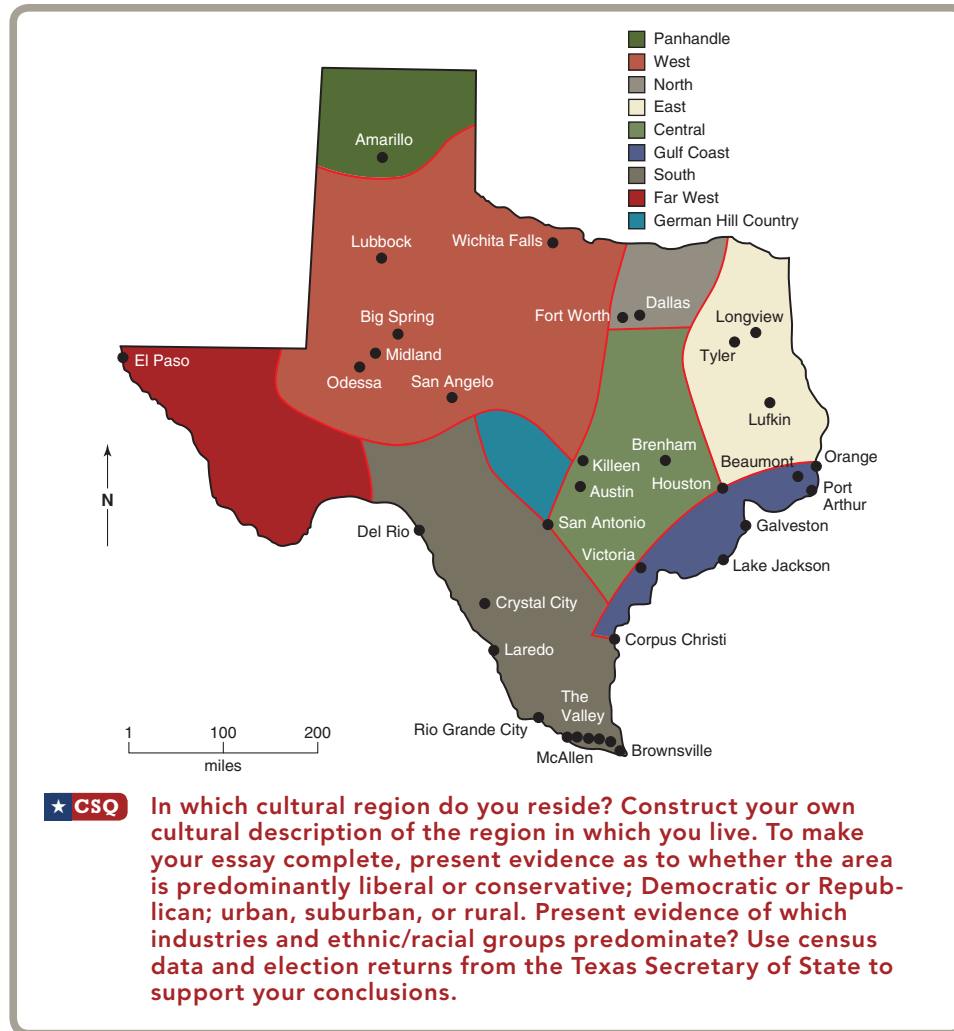 Panhandle
West
North
East
Central
Gulf Coast
South
Far West
German Hill Country
Amarillo
Lubbock
Wichita Falls
Big Spring
Midland
Odessa
San Angelo
El Paso
Fort Worth
Dallas
Longview
Tyler
Lufkin
Brenham
Killeen
Austin
Houston
Beaumont
Orange
Port
Arthur
Galveston
San Antonio
Victoria
Lake Jackson
Del Rio
Crystal City
Corpus Christi
Laredo
The
Valley
Rio Grande City
McAllen
Brownsville
N
1 100 200
miles
★ CSQ
In which cultural region do you reside? Construct your own
cultural description of the region in which you live. To make
your essay complete, present evidence as to whether the area
is predominantly liberal or conservative; Democratic or Repub-
lican; urban, suburban, or rural. Present evidence of which
industries and ethnic/racial groups predominate? Use census
data and election returns from the Texas Secretary of State to
support your conclusions.